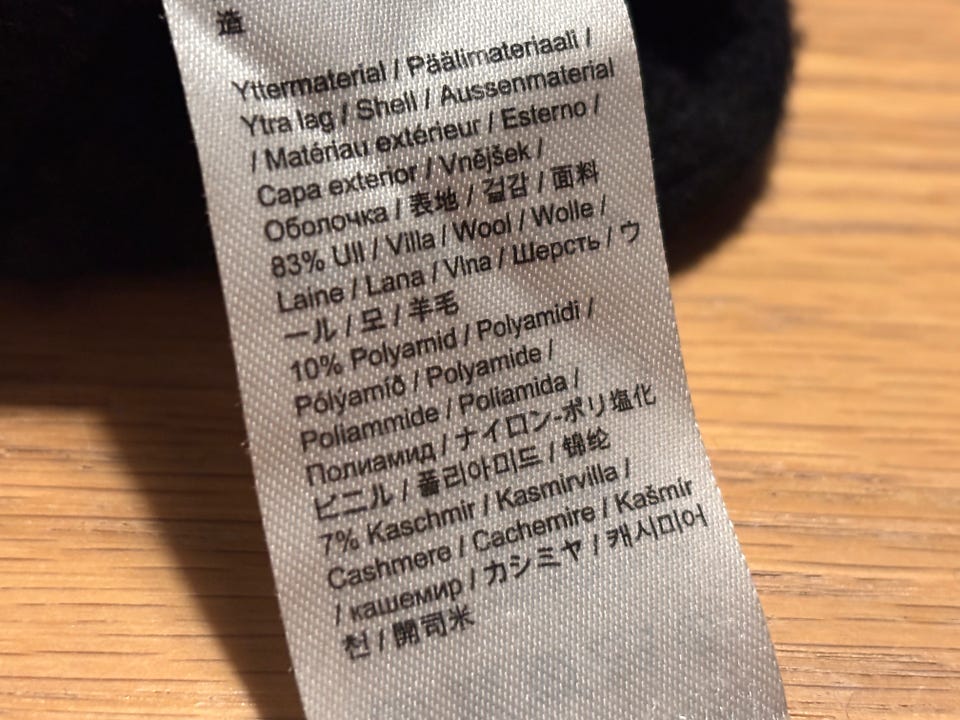 造
Yttermaterial / Päälimateriaali /
Ytra lag / Shell / Aussenmaterial
/ Matériau extérieur / Esterno /
Capa exterior / Vnějšek /
Оболочка / 表地 / 겉감 / 面料
83% Ull / Villa / Wool / Wolle /
Laine / Lana / Vlna / Шерсть / ウ
ール / 모 / 羊毛
10% Polyamid / Polyamidi /
Pólýamíð / Polyamide /
Poliammide / Poliamida /
Полиамид / ナイロン-ポリ塩化
ビニル / 폴리아미드 / 锦纶
7% Kaschmir / Kasmirvilla /
Cashmere / Cachemire / Kašmír
/ кашемир / カシミヤ / 캐시미어
천 / 開司米